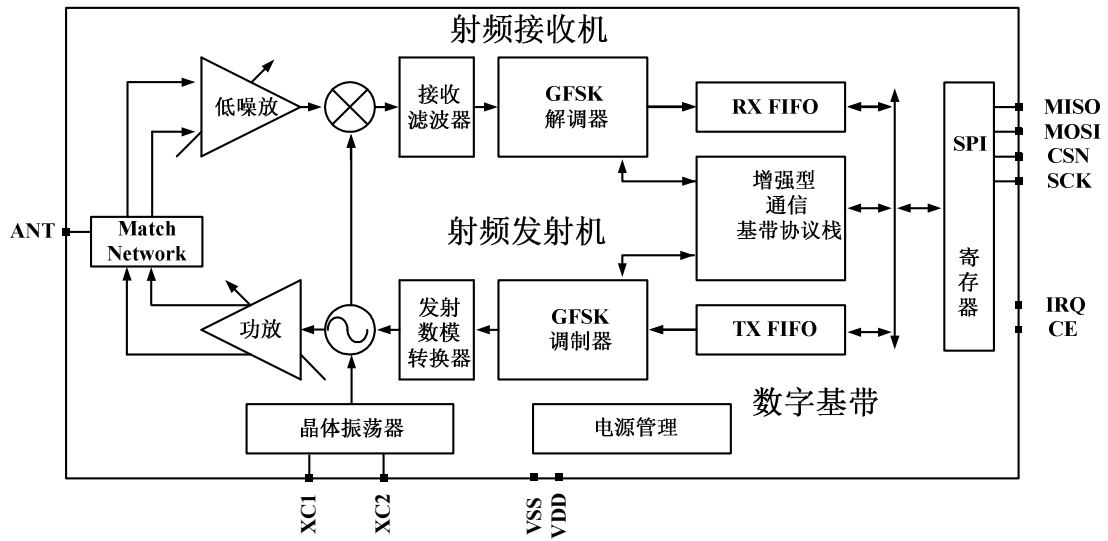 射频接收机
低噪放
接收
滤波器
GFSK
解调器
RX FIFO
SPI
MISO
MOSI
CSN
SCK
增强型
通信
基带协议栈
ANT
Match
Network
射频发射机
寄存器
IRQ
CE
功放
发射
数模
转换器
GFSK
调制器
TX FIFO
数字基带
晶体振荡器
电源管理
XC1
XC2
VSS
VDD